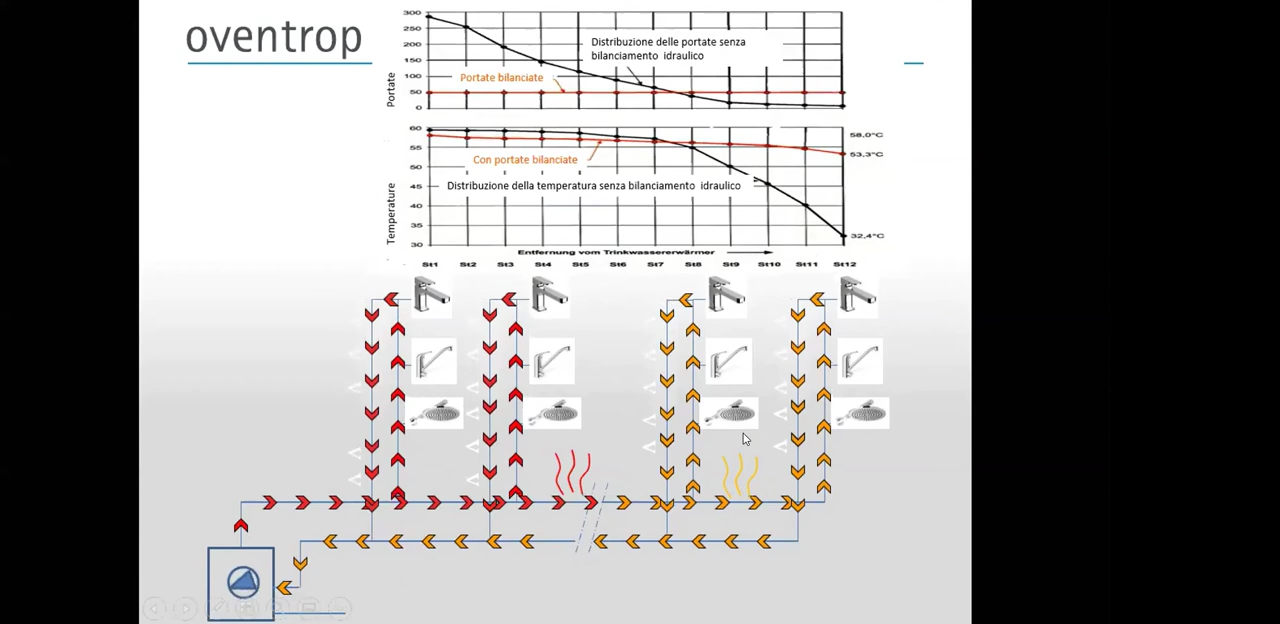 oventrop
300
250
200
150
100
50
0
Portate
Distribuzione delle portate senza
bilanciamento idraulico
Portate bilanciate
60
55
50
45
40
35
30
Temperature
Con portate bilanciate
Distribuzione della temperatura senza bilanciamento idraulico
58,0°C
53,3°C
32,4°C
Entfernung vom Trinkwassererwärmer
St1 St2 St3 St4 St5 St6 St7 St8 St9 St10 St11 St12